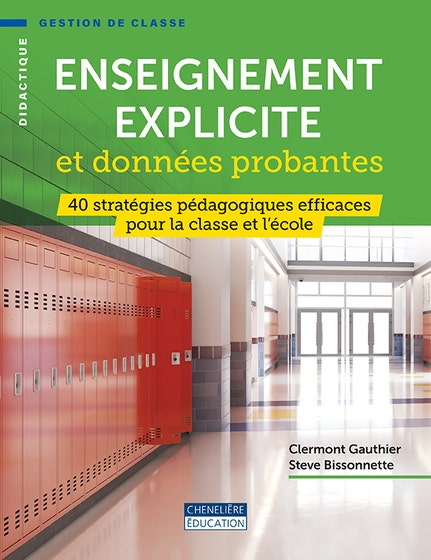 GESTION DE CLASSE
DIDACTIQUE
ENSEIGNEMENT
EXPLICITE
et données probantes
40 stratégies pédagogiques efficaces
pour la classe et l'école
Clermont Gauthier
Steve Bissonnette
CHENELIÈRE
ÉDUCATION